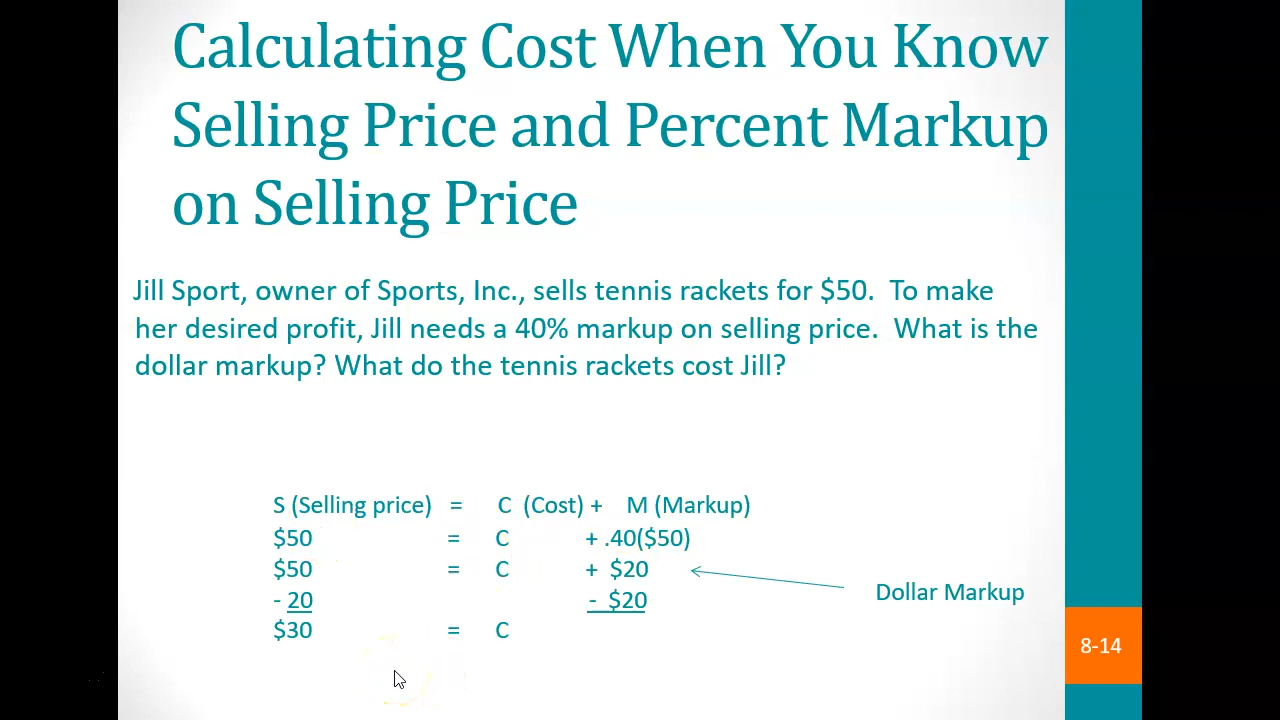 Calculating Cost When You Know
Selling Price and Percent Markup
on Selling Price
Jill Sport, owner of Sports, Inc., sells tennis rackets for $50. To make
her desired profit, Jill needs a 40% markup on selling price. What is the
dollar markup? What do the tennis rackets cost Jill?
S (Selling price) = C (Cost) + M (Markup)
$50 = C + .40($50)
$50 = C + $20
Dollar Markup
- 20 - $20
$30 = C
8-14